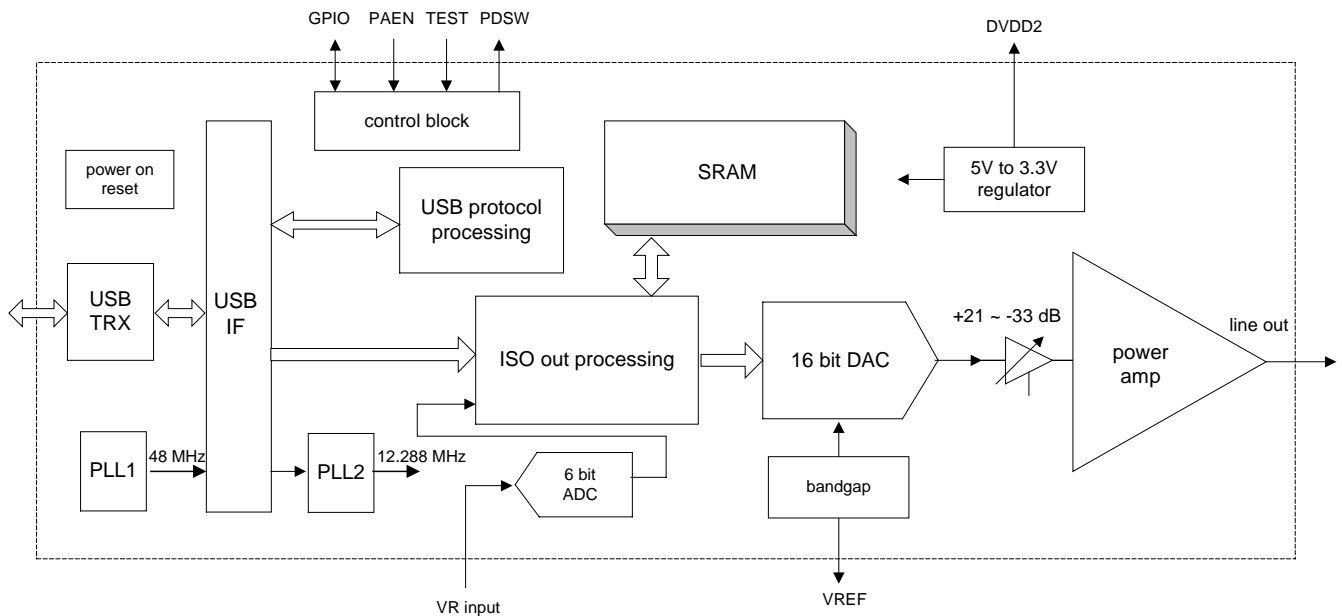 GPIO PAEN TEST PDSW
DVDD2
control block
power on
reset
SRAM
5V to 3.3V
regulator
USB protocol
processing
USB
TRX
USB
IF
ISO out processing
16 bit DAC
+21 ~ -33 dB
power
amp
line out
PLL1
48 MHz
PLL2
12.288 MHz
6 bit
ADC
bandgap
VR input
VREF